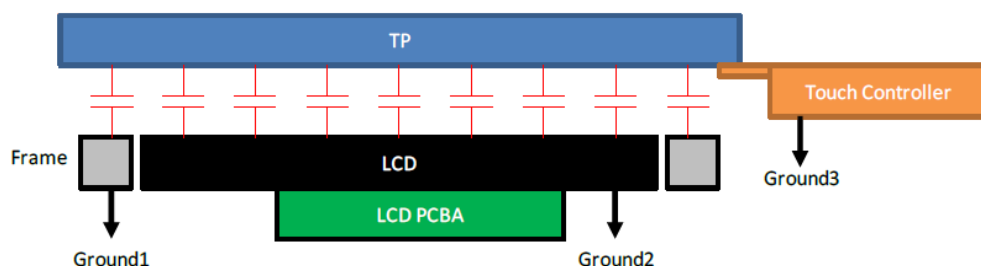 TP
Touch Controller
Frame
LCD
Ground3
LCD PCBA
Ground1
Ground2